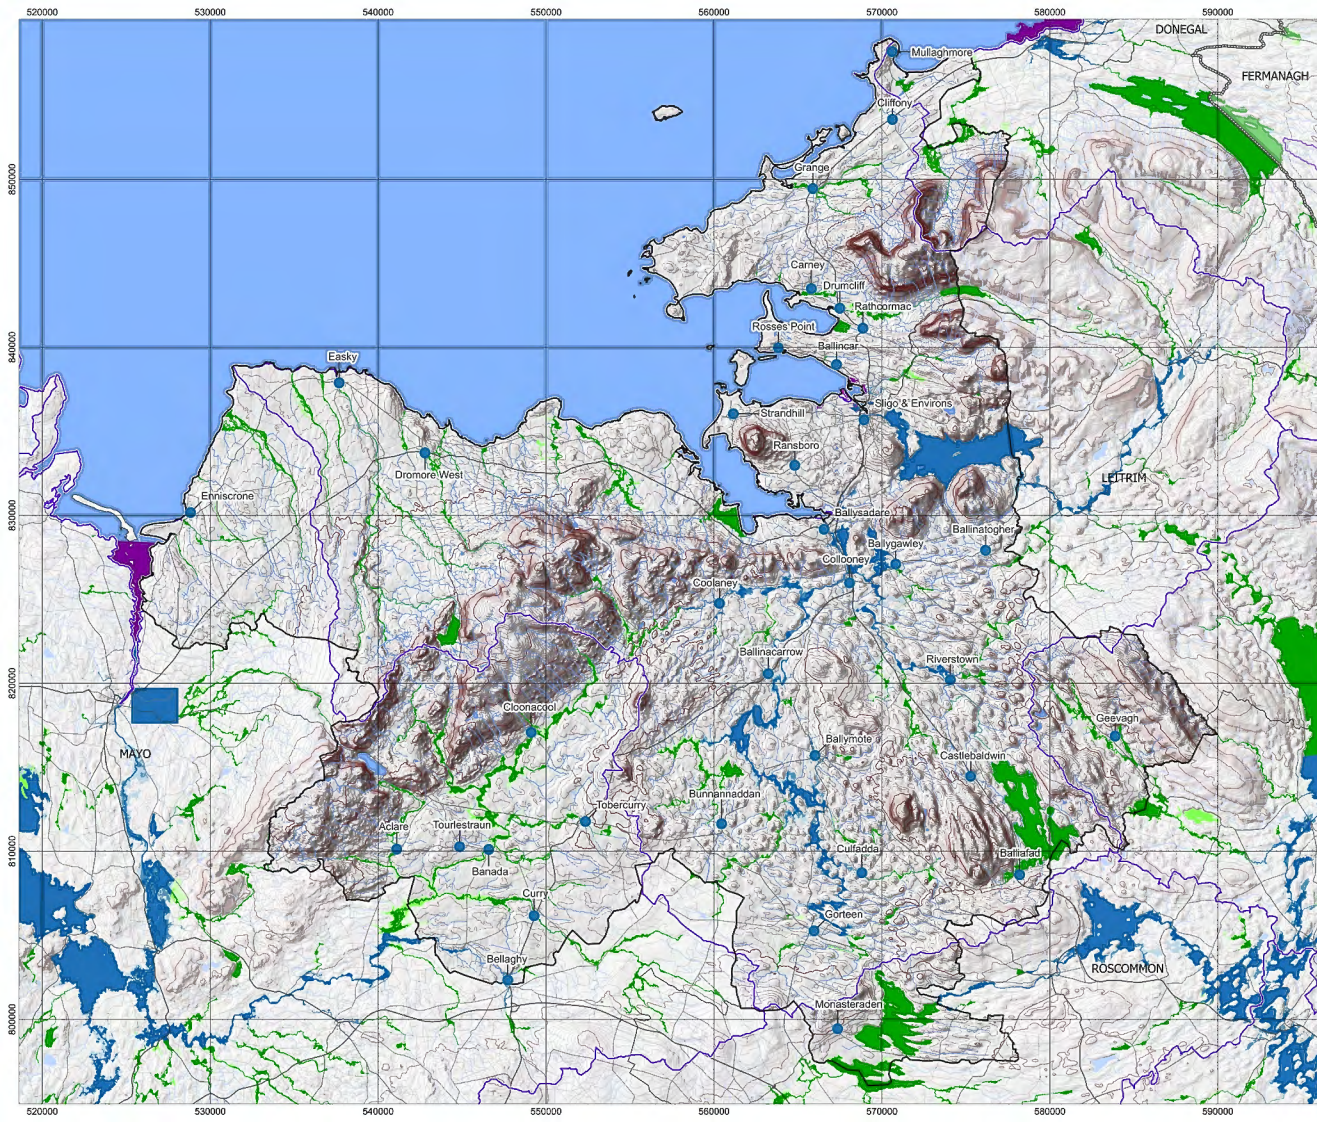 520000 530000 540000 550000 560000 570000 580000 590000
DONEGAL
Mullaghmore
FERMANAGH
Cliffony
850000
Grange
Carney
Drumcliff
Rathcormac
Rosses Point
840000
Ballincar
Easky
Sligo & Environs
Strandhill
Ransboro
Dromore West
LEITRIM
Enniscrone
830000
Ballysadare
Ballinatogher
Ballygawley
Collooney
Coolaney
Ballinacarrow
Riverstown
820000
Cloonacool
Geevagh
Ballymote
MAYO
Castlebaldwin
Bunnannaddan
Tobercurry
Aclare
Tourlestraun
810000
Culfadda
Balliafad
Banada
Curry
Gorteen
Bellaghy
ROSCOMMON
Monasteraden
800000
520000 530000 540000 550000 560000 570000 580000 590000